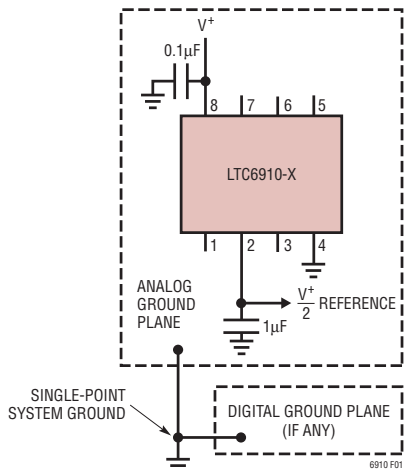 V+
0.1µF
8 7 6 5
LTC6910-X
1 2 3 4
V+
2 REFERENCE
1µF
ANALOG
GROUND
PLANE
SINGLE-POINT
SYSTEM GROUND
DIGITAL GROUND PLANE
(IF ANY)
6910 F01